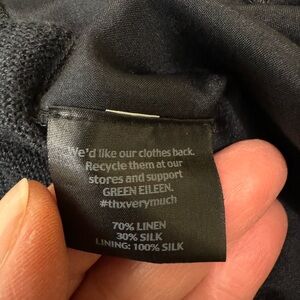 We'd like our clothes back.
Recycle them at our
stores and support
GREEN EILEEN.
#thxverymuch
70% LINEN
30% SILK
LINING: 100% SILK